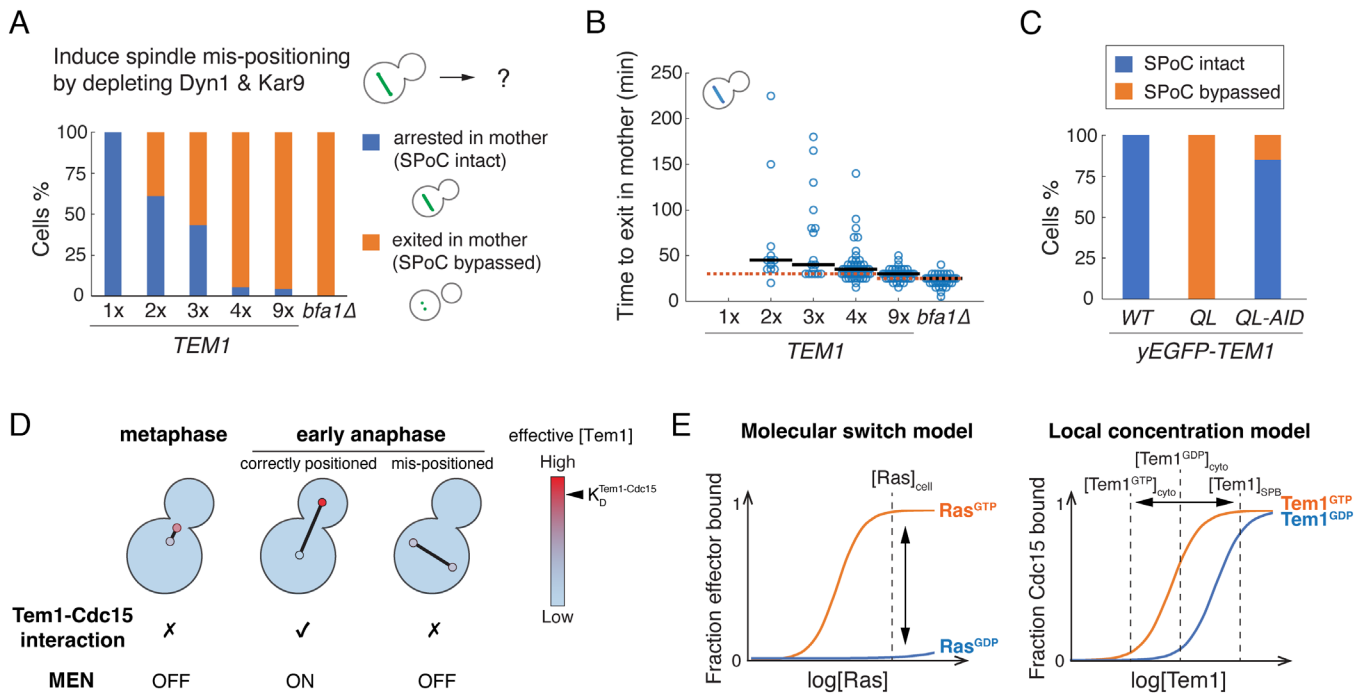 A
Induce spindle mis-positioning
by depleting Dyn1 & Kar9
?
Cells %
100
75
50
25
0
1x 2x 3x 4x 9x bfa1Δ
TEM1
arrested in mother
(SPoC intact)
exited in mother
(SPoC bypassed)
B
Time to exit in mother (min)
250
200
150
100
50
0
1x 2x 3x 4x 9x bfa1Δ
TEM1
C
SPoC intact
SPoC bypassed
Cells %
100
75
50
25
0
WT QL QL-AID
yEGFP-TEM1
D
metaphase early anaphase
correctly positioned mis-positioned
effective [Tem1]
High
K_D^Tem1-Cdc15
Low
Tem1-Cdc15
interaction ✗ ✓ ✗
MEN OFF ON OFF
E
Molecular switch model
[Ras]cell
1
Fraction effector bound
Ras^GTP
Ras^GDP
0
log[Ras]
Local concentration model
[Tem1^GDP]cyto
[Tem1^GTP]cyto [Tem1]SPB
1
Fraction Cdc15 bound
Tem1^GTP
Tem1^GDP
0
log[Tem1]